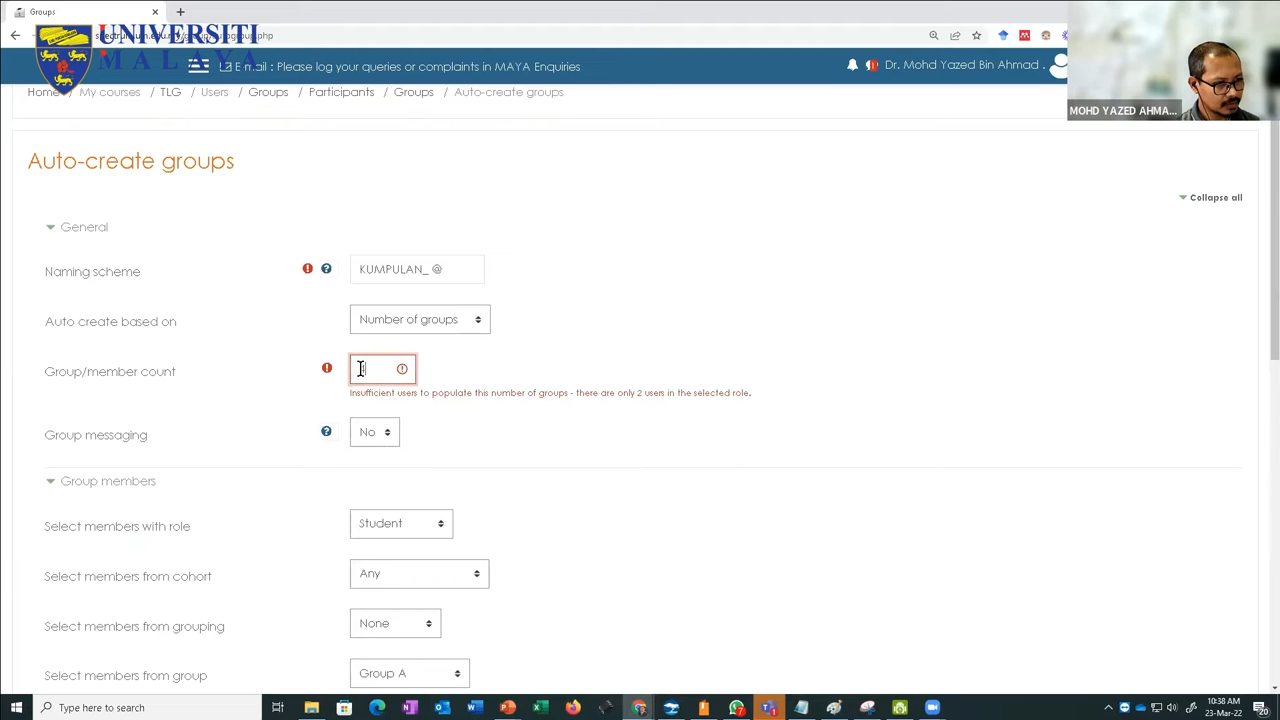 Groups
UNIVERSITI
MALAYA
group.php
E mail : Please log your queries or complaints in MAYA Enquiries
Dr. Mohd Yazed Bin Ahmad .
MOHD YAZED AHMA...
Home / My courses / TLG / Users / Groups / Participants / Groups / Auto-create groups
Auto-create groups
Collapse all
General
Naming scheme
KUMPULAN_ @
Auto create based on
Number of groups
Group/member count
Insufficient users to populate this number of groups - there are only 2 users in the selected role.
Group messaging
No
Group members
Select members with role
Student
Select members from cohort
Any
Select members from grouping
None
Select members from group
Group A
Type here to search
10:38 AM
23-Mar-22
20